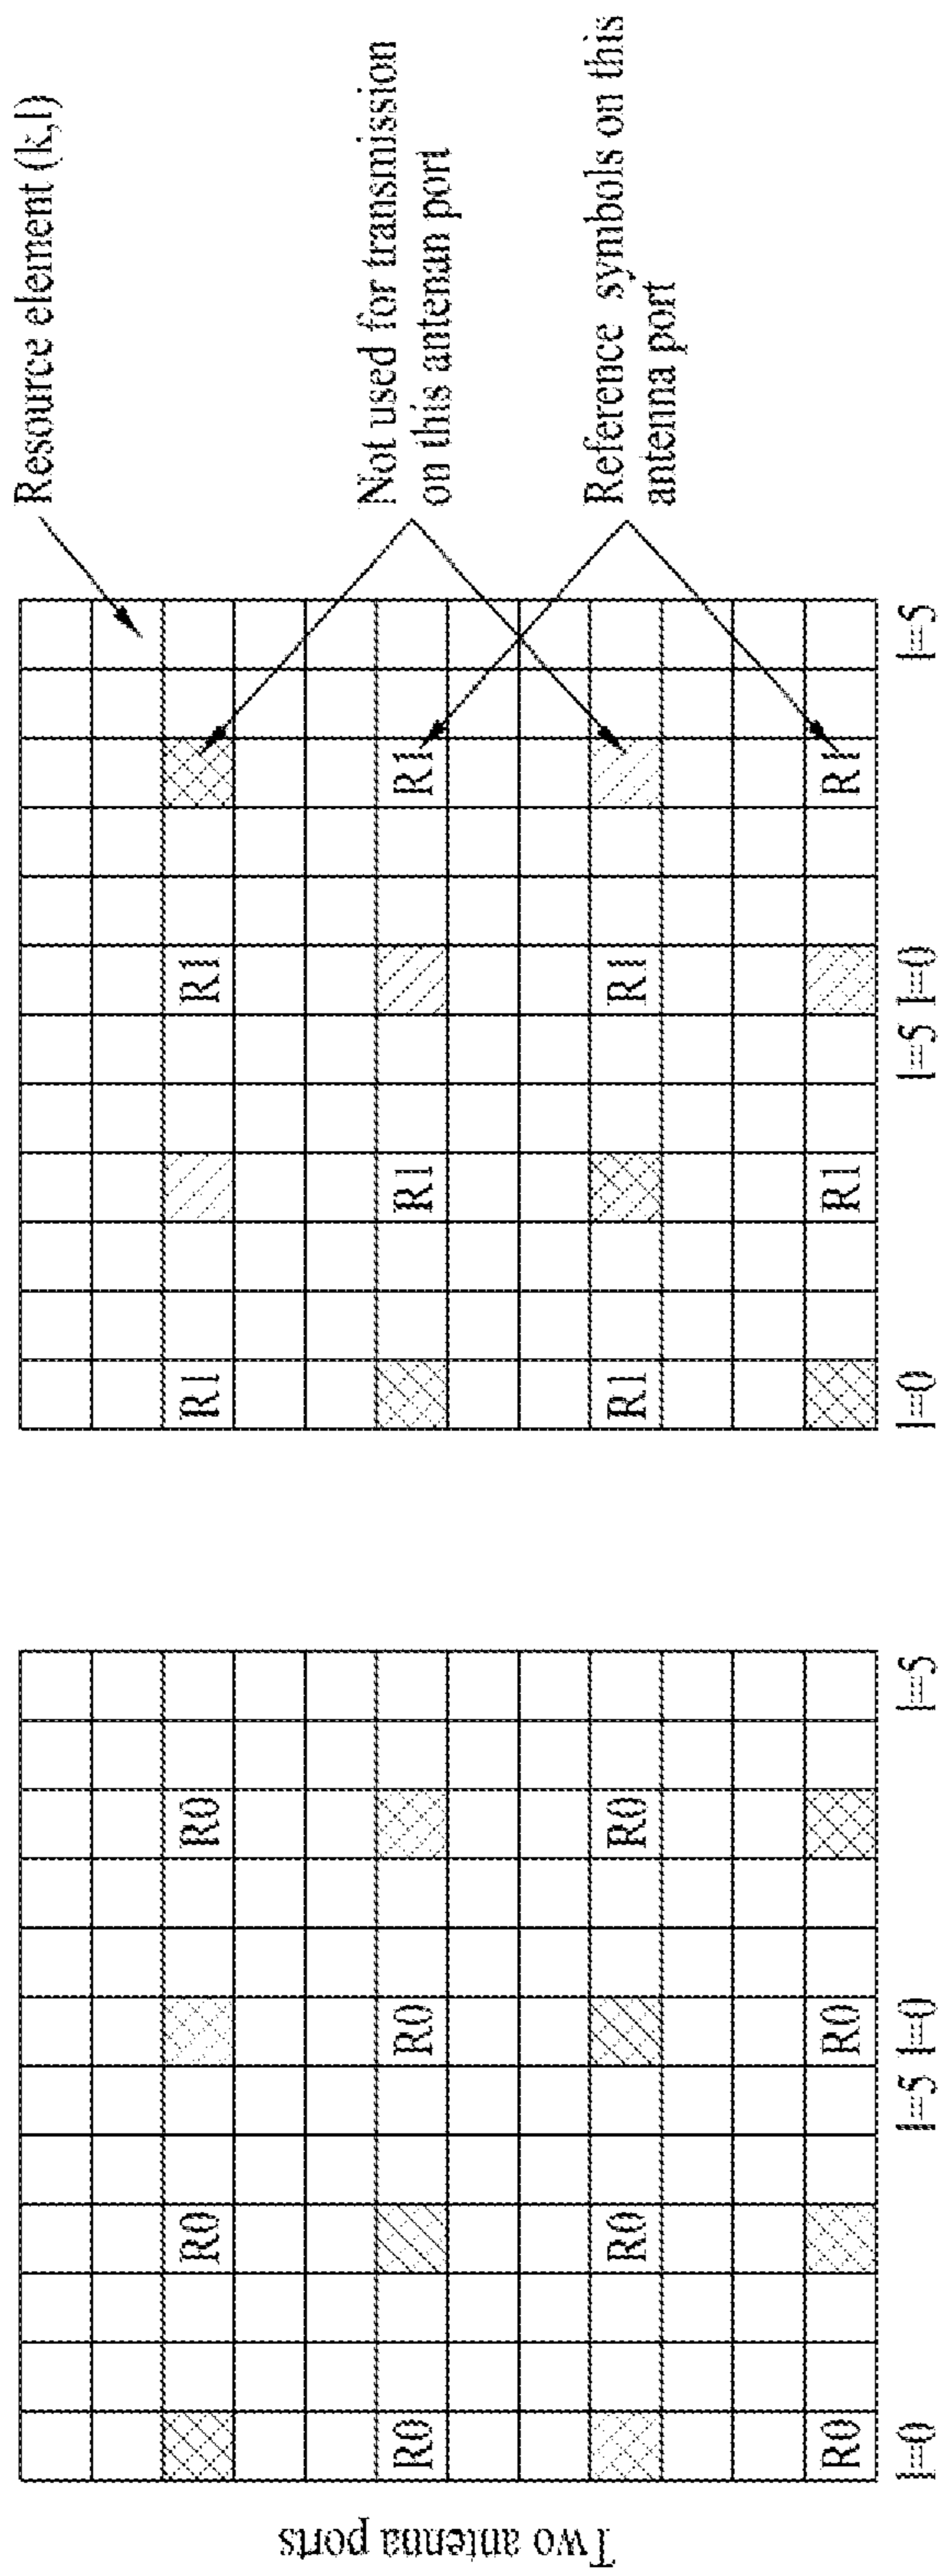 Resource element (k,l)
R0 R0 R1 R1
Not used for transmission
on this antenan port
R0 R0 R1 R1
Reference symbols on this
antenna port
R0 R0 R1 R1
R0 R0 R1 R1
l=0 l=5 l=0 l=5 l=0 l=5 l=0 l=5
Two antenna ports